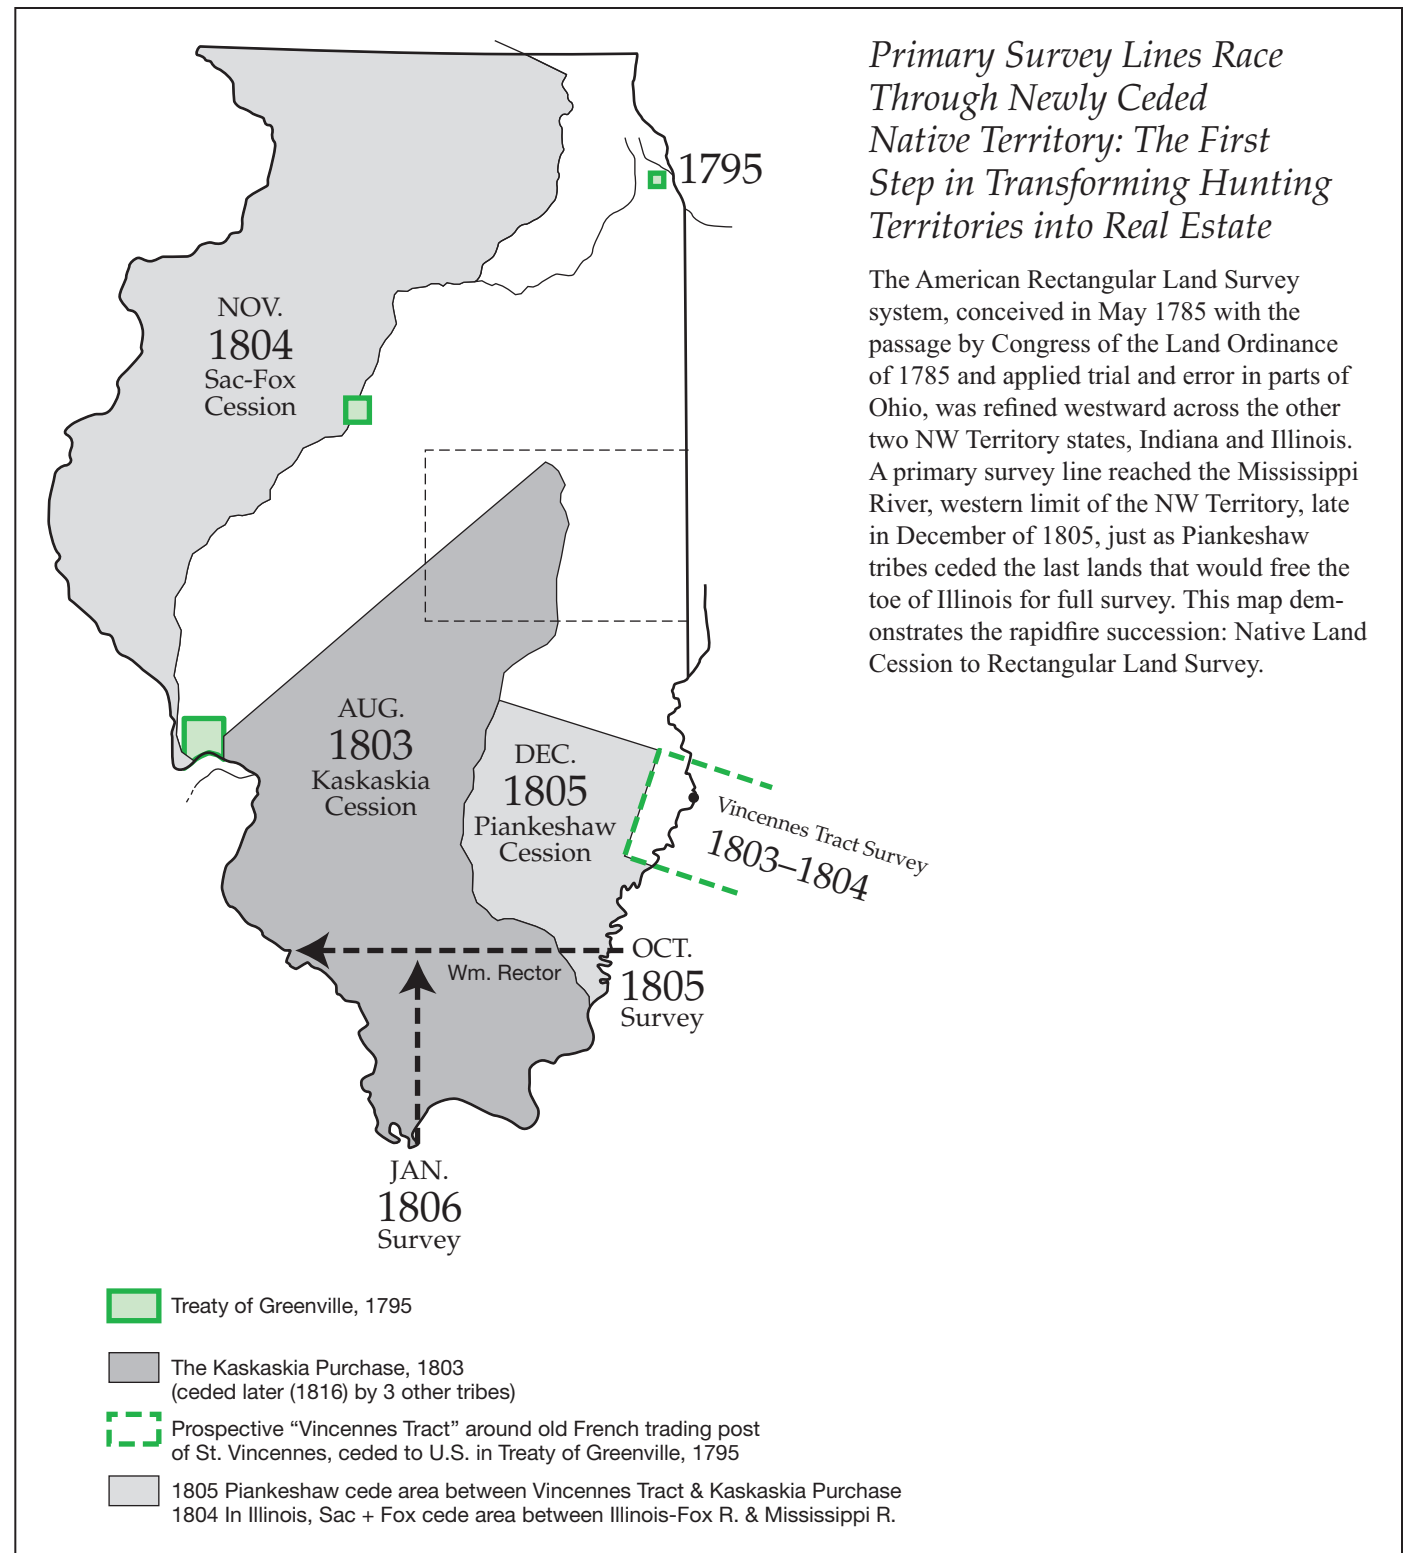 Primary Survey Lines Race
Through Newly Ceded
Native Territory: The First
Step in Transforming Hunting
Territories into Real Estate
The American Rectangular Land Survey
system, conceived in May 1785 with the
passage by Congress of the Land Ordinance
of 1785 and applied trial and error in parts of
Ohio, was refined westward across the other
two NW Territory states, Indiana and Illinois.
A primary survey line reached the Mississippi
River, western limit of the NW Territory, late
in December of 1805, just as Piankeshaw
tribes ceded the last lands that would free the
toe of Illinois for full survey. This map dem-
onstrates the rapidfire succession: Native Land
Cession to Rectangular Land Survey.
1795
NOV.
1804
Sac-Fox
Cession
AUG.
1803
Kaskaskia
Cession
DEC.
1805
Piankeshaw
Cession
Vincennes Tract Survey
1803–1804
Wm. Rector
OCT.
1805
Survey
JAN.
1806
Survey
Treaty of Greenville, 1795
The Kaskaskia Purchase, 1803
(ceded later (1816) by 3 other tribes)
Prospective “Vincennes Tract” around old French trading post
of St. Vincennes, ceded to U.S. in Treaty of Greenville, 1795
1805 Piankeshaw cede area between Vincennes Tract & Kaskaskia Purchase
1804 In Illinois, Sac + Fox cede area between Illinois-Fox R. & Mississippi R.